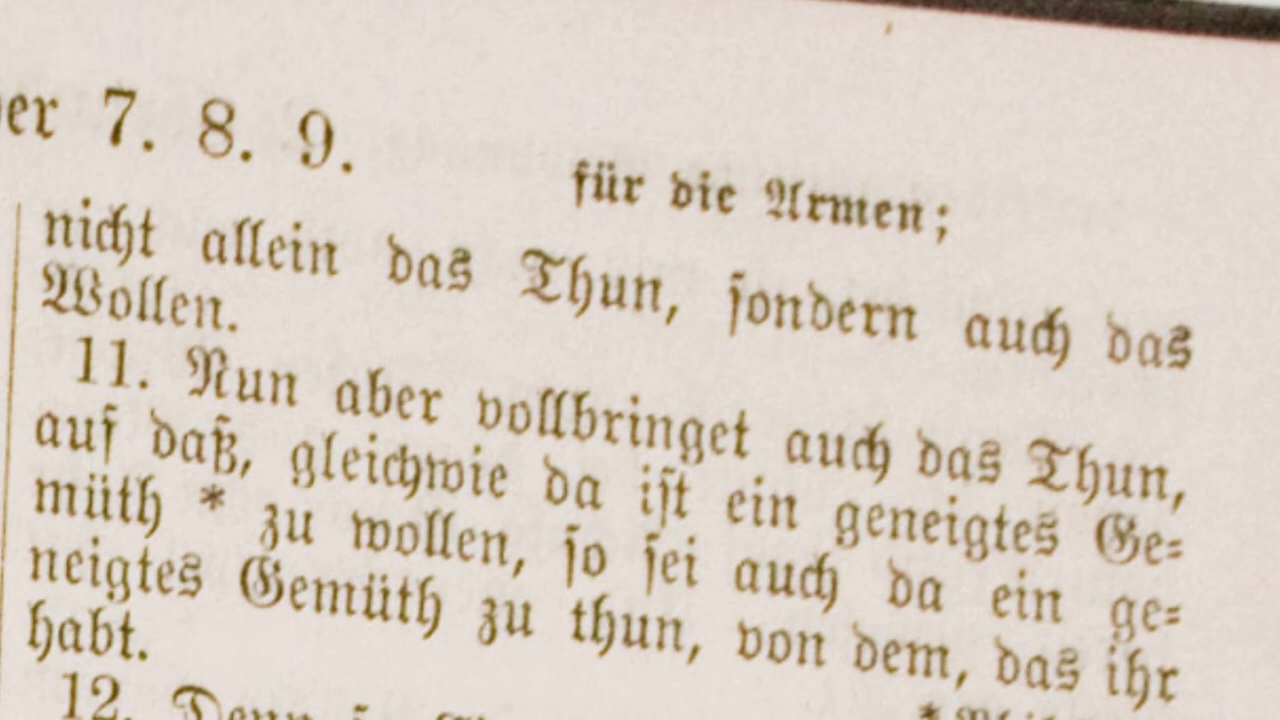 er 7. 8. 9.
für die Armen;
nicht allein das Thun, sondern auch das
Wollen.
11. Nun aber vollbringet auch das Thun,
auf daß, gleichwie da ist ein geneigtes Ge=
müth * zu wollen, so sei auch da ein ge=
neigtes Gemüth zu thun, von dem, das ihr
habt.
12. Denn